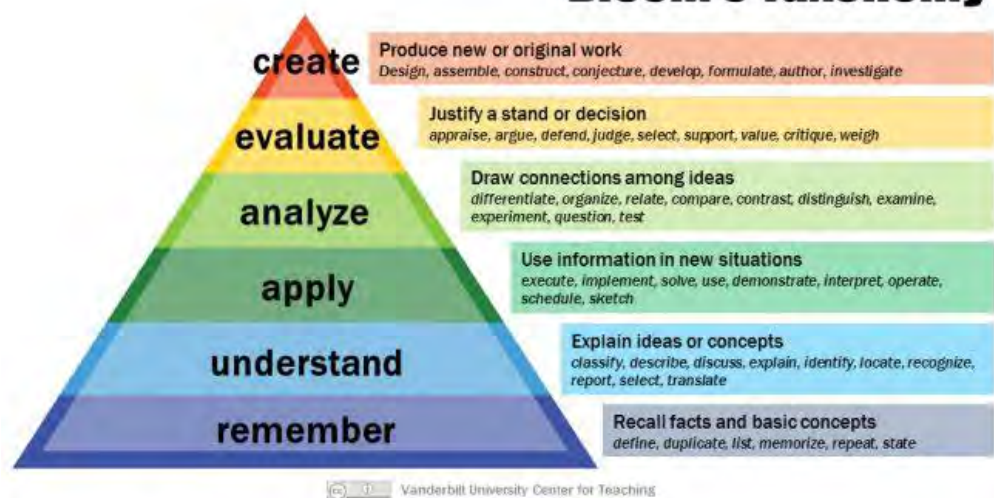 Bloom's Taxonomy
create
Produce new or original work
Design, assemble, construct, conjecture, develop, formulate, author, investigate
evaluate
Justify a stand or decision
appraise, argue, defend, judge, select, support, value, critique, weigh
analyze
Draw connections among ideas
differentiate, organize, relate, compare, contrast, distinguish, examine,
experiment, question, test
apply
Use information in new situations
execute, implement, solve, use, demonstrate, interpret, operate,
schedule, sketch
understand
Explain ideas or concepts
classify, describe, discuss, explain, identify, locate, recognize,
report, select, translate
remember
Recall facts and basic concepts
define, duplicate, list, memorize, repeat, state
cc Vanderbilt University Center for Teaching